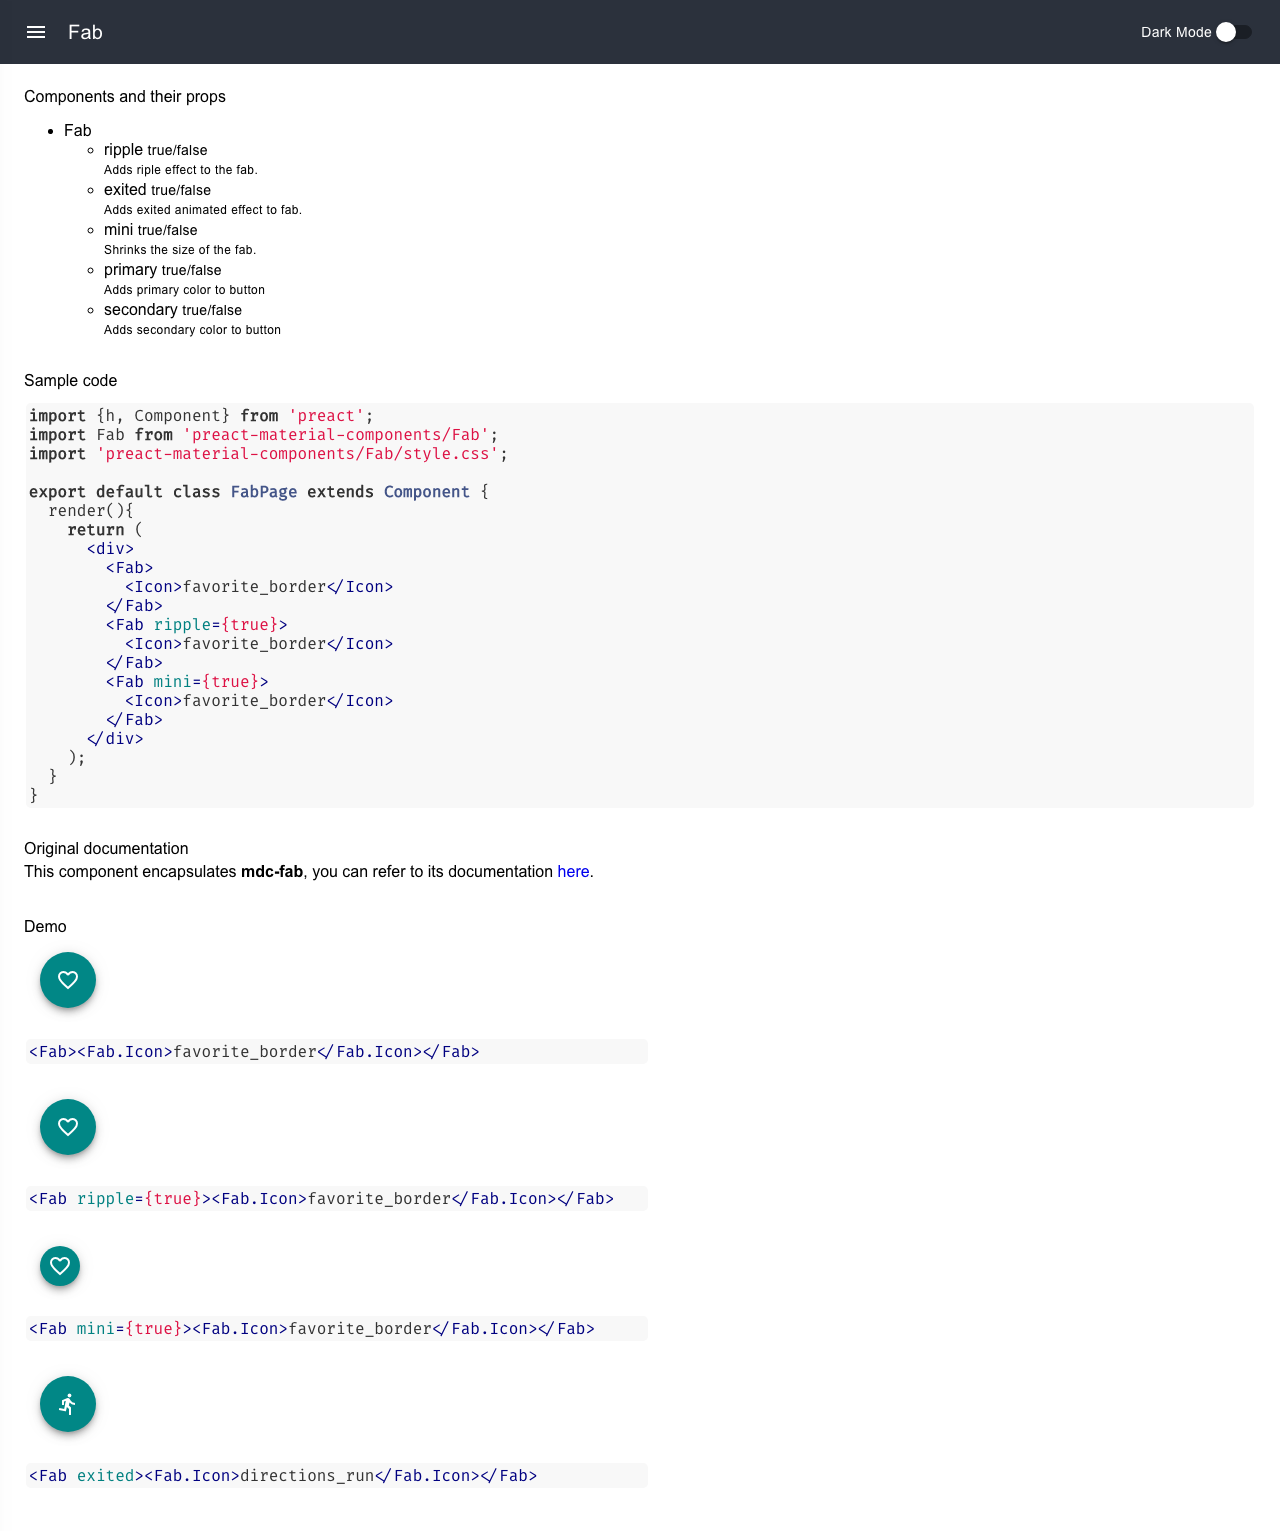 Fab
Dark Mode
Components and their props
Fab
ripple true/false
Adds riple effect to the fab.
exited true/false
Adds exited animated effect to fab.
mini true/false
Shrinks the size of the fab.
primary true/false
Adds primary color to button
secondary true/false
Adds secondary color to button
Sample code
import {h, Component} from 'preact';
import Fab from 'preact-material-components/Fab';
import 'preact-material-components/Fab/style.css';
export default class FabPage extends Component {
render(){
return (
<div>
<Fab>
<Icon>favorite_border</Icon>
</Fab>
<Fab ripple={true}>
<Icon>favorite_border</Icon>
</Fab>
<Fab mini={true}>
<Icon>favorite_border</Icon>
</Fab>
</div>
);
}
}
Original documentation
This component encapsulates mdc-fab, you can refer to its documentation here.
Demo
<Fab><Fab.Icon>favorite_border</Fab.Icon></Fab>
<Fab ripple={true}><Fab.Icon>favorite_border</Fab.Icon></Fab>
<Fab mini={true}><Fab.Icon>favorite_border</Fab.Icon></Fab>
<Fab exited><Fab.Icon>directions_run</Fab.Icon></Fab>